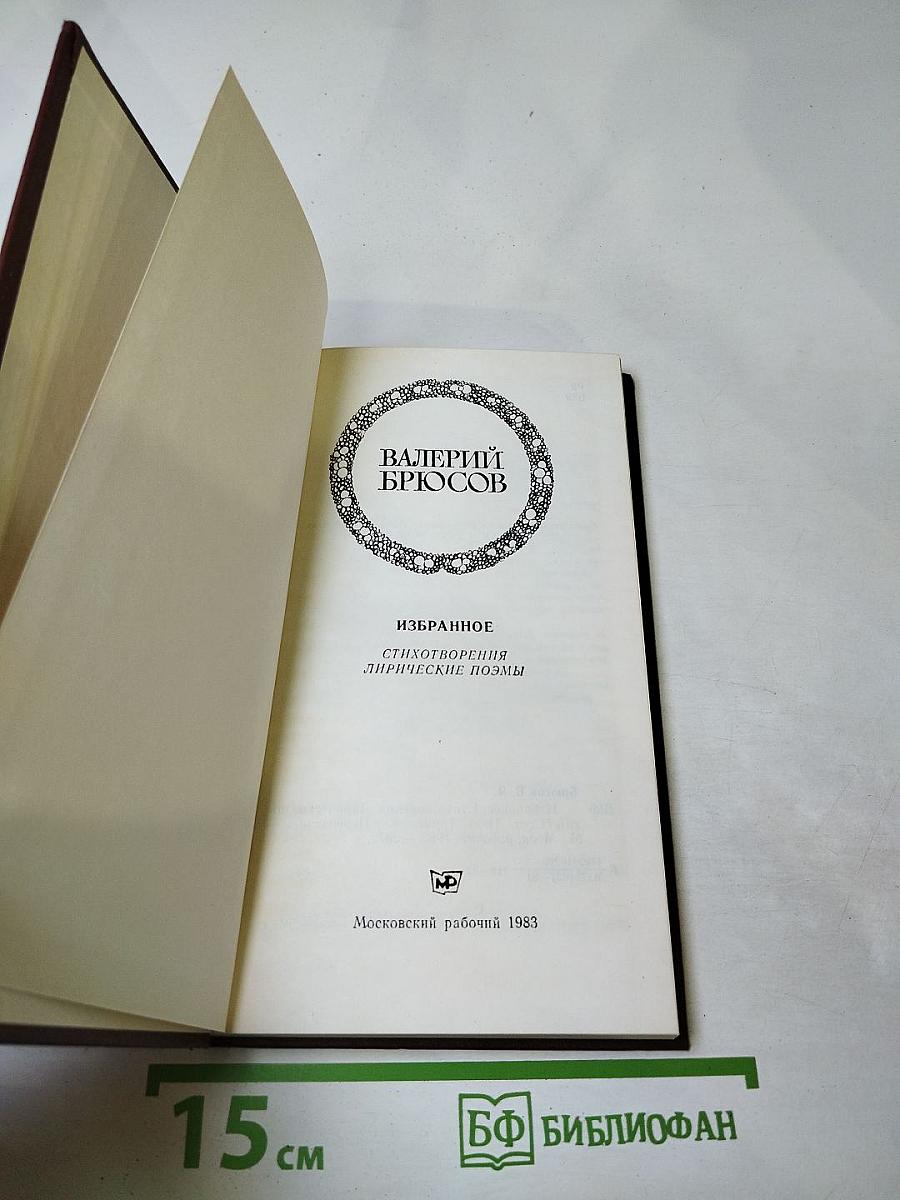 ВАЛЕРИЙ
БРЮСОВ
ИЗБРАННОЕ
СТИХОТВОРЕНИЯ
ЛИРИЧЕСКИЕ ПОЭМЫ
МР
Московский рабочий 1983
15 см
БФ БИБЛИОФАН